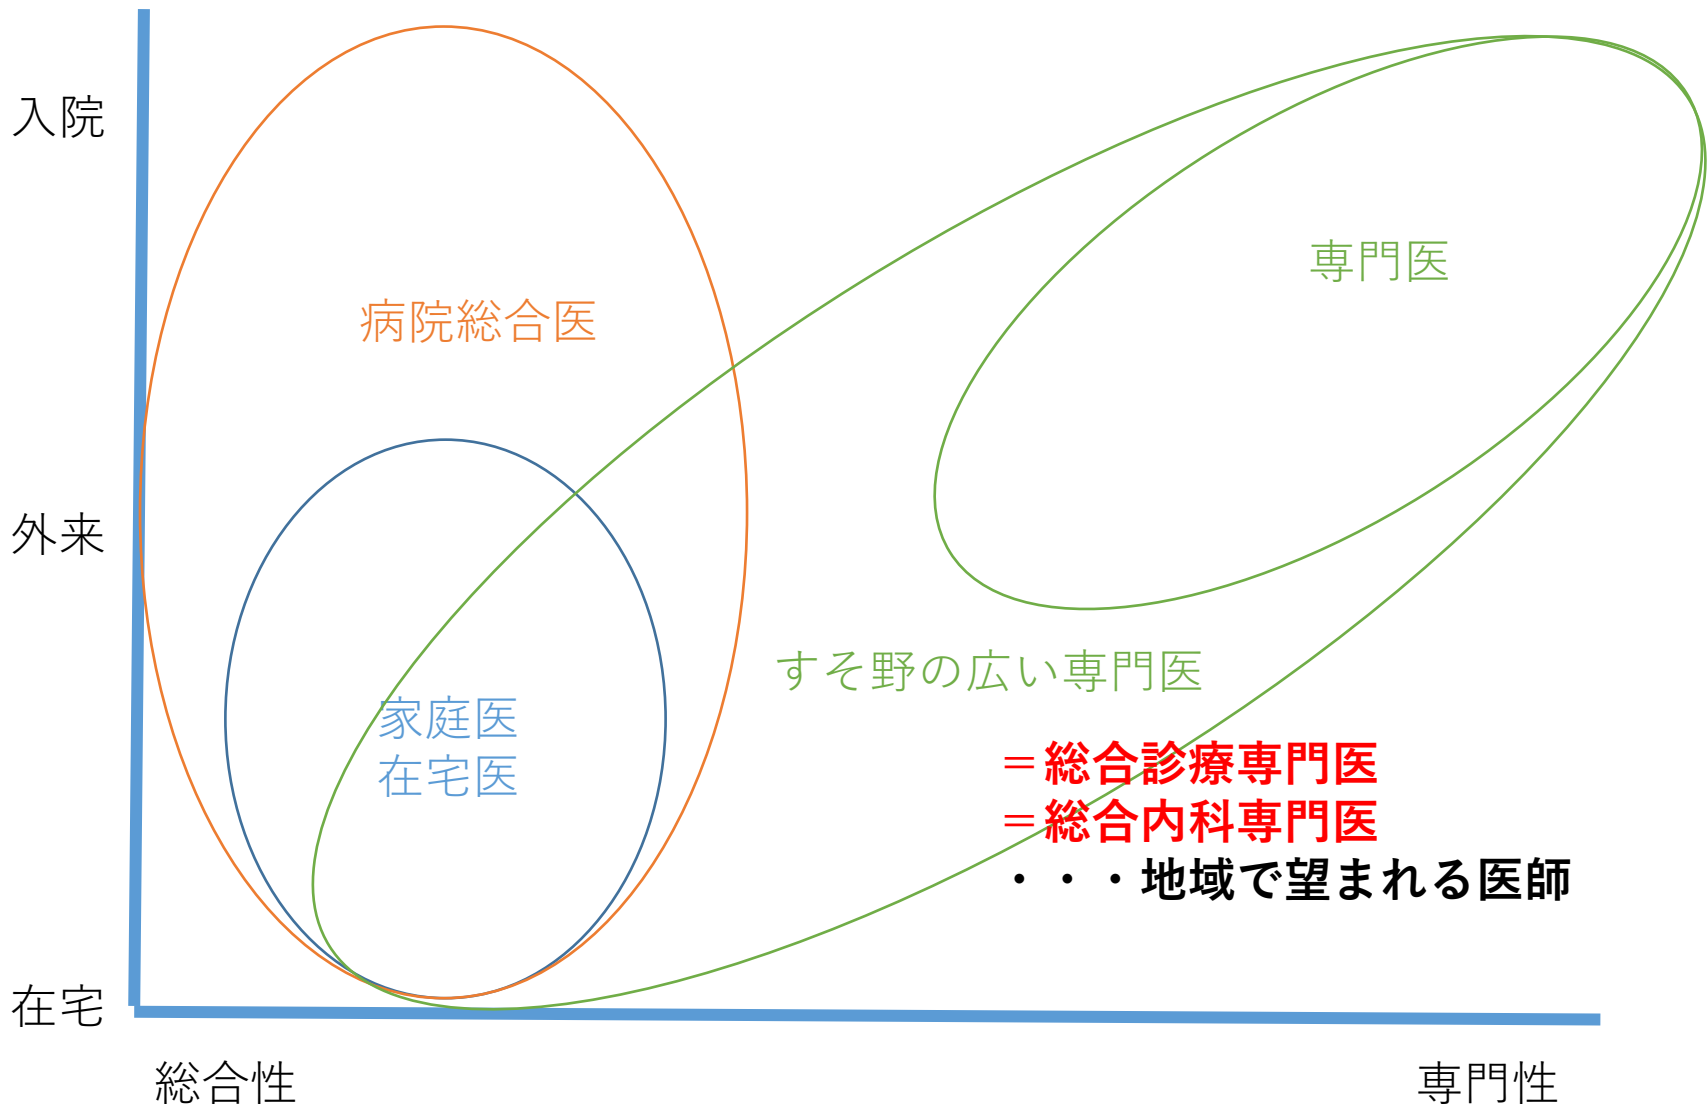 入院
専門医
病院総合医
外来
すそ野の広い専門医
家庭医
在宅医
＝総合診療専門医
＝総合内科専門医
・・・地域で望まれる医師
在宅
総合性
専門性